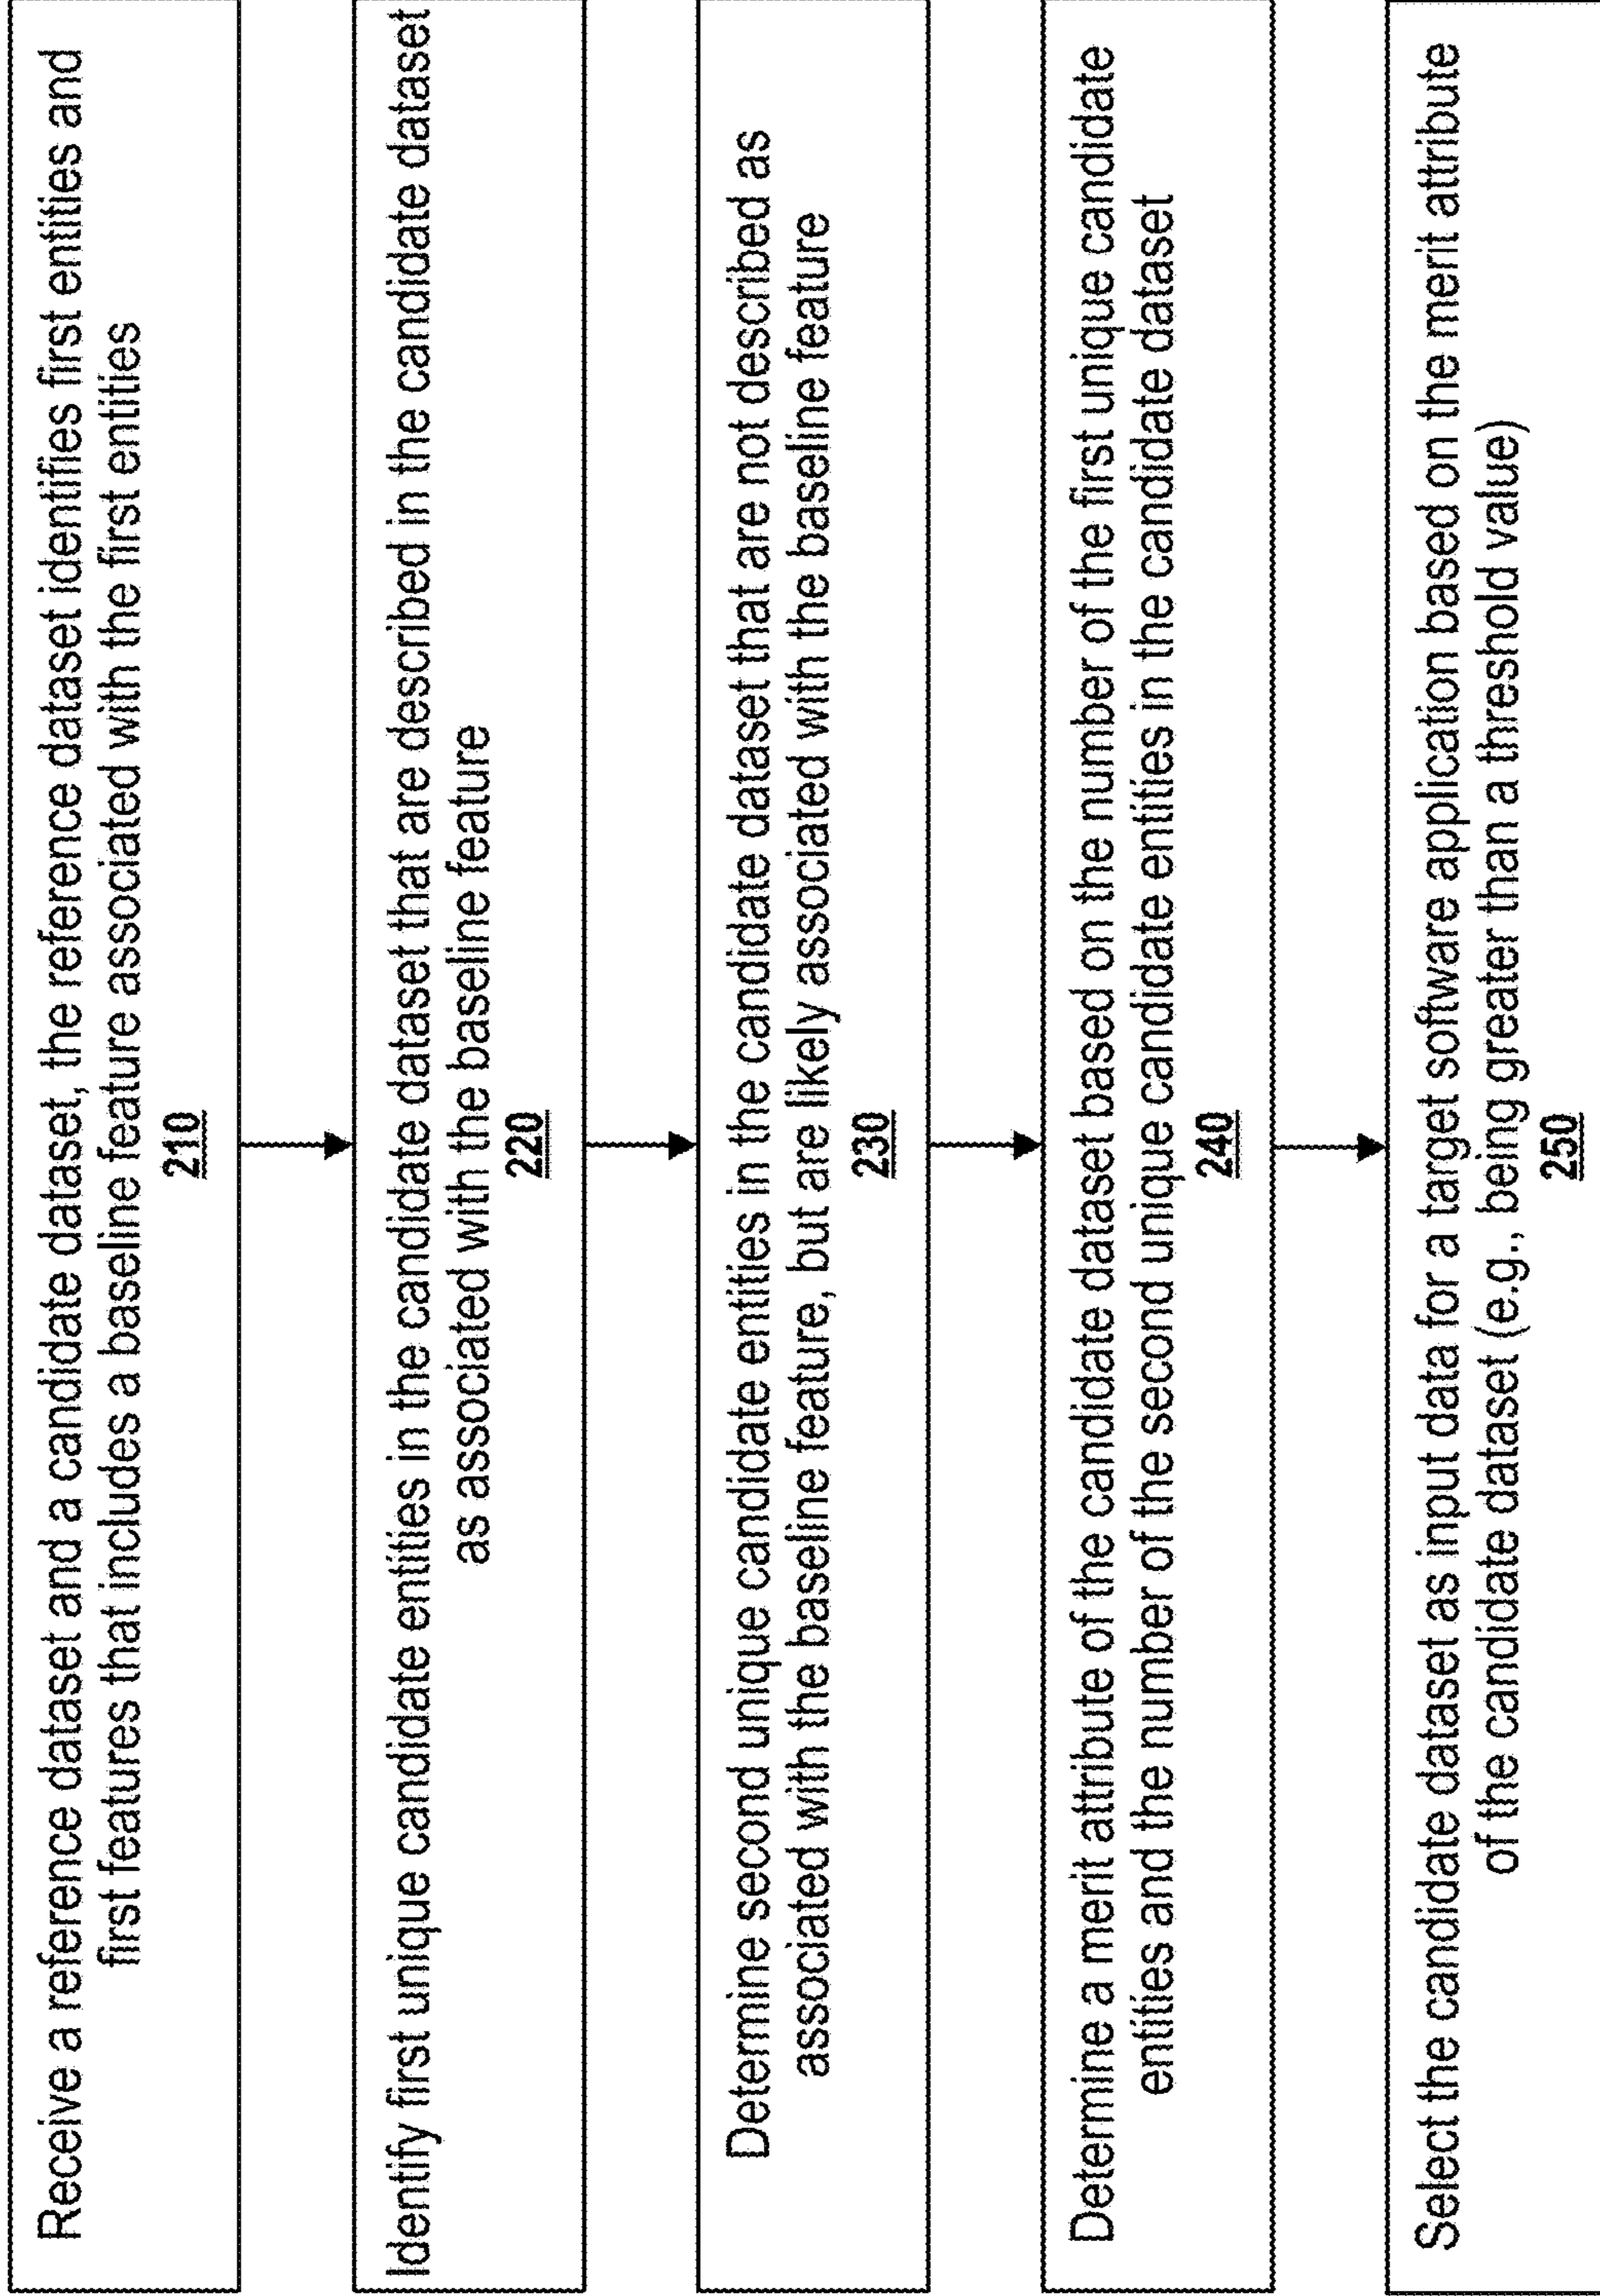 Receive a reference dataset and a candidate dataset, the reference dataset identifies first entities and
first features that includes a baseline feature associated with the first entities
210
Identify first unique candidate entities in the candidate dataset that are described in the candidate dataset
as associated with the baseline feature
220
Determine second unique candidate entities in the candidate dataset that are not described as
associated with the baseline feature, but are likely associated with the baseline feature
230
Determine a merit attribute of the candidate dataset based on the number of the first unique candidate
entities and the number of the second unique candidate entities in the candidate dataset
240
Select the candidate dataset as input data for a target software application based on the merit attribute
of the candidate dataset (e.g., being greater than a threshold value)
250